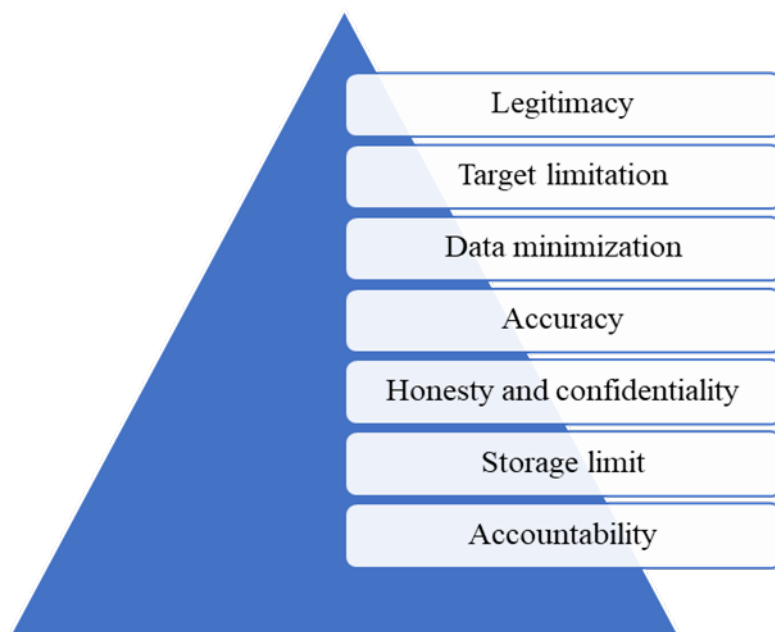 Legitimacy
Target limitation
Data minimization
Accuracy
Honesty and confidentiality
Storage limit
Accountability